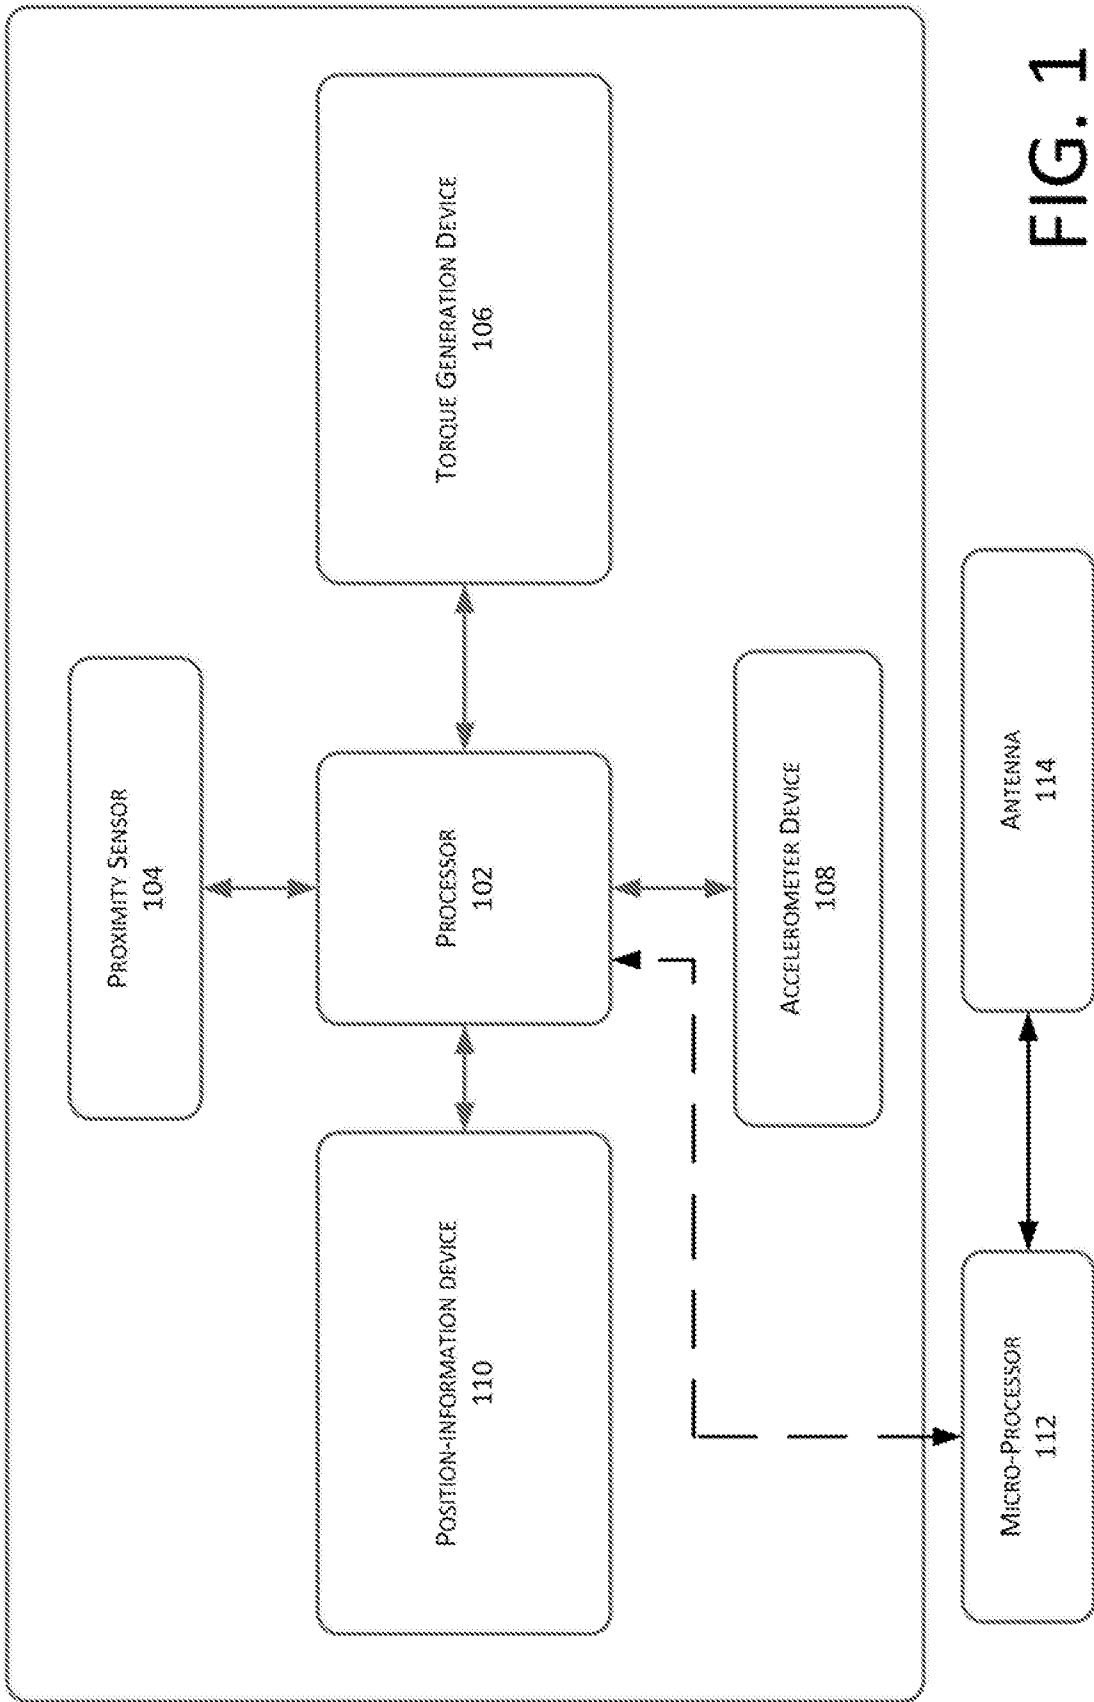 PROXIMITY SENSOR
104
POSITION-INFORMATION DEVICE
110
PROCESSOR
102
TORQUE GENERATION DEVICE
106
ACCELEROMETER DEVICE
108
MICRO-PROCESSOR
112
ANTENNA
114
FIG. 1